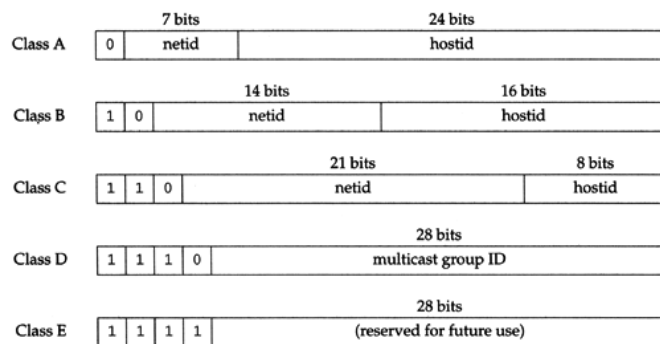 7 bits 24 bits
Class A 0 netid hostid
14 bits 16 bits
Class B 1 0 netid hostid
21 bits 8 bits
Class C 1 1 0 netid hostid
28 bits
Class D 1 1 1 0 multicast group ID
28 bits
Class E 1 1 1 1 (reserved for future use)